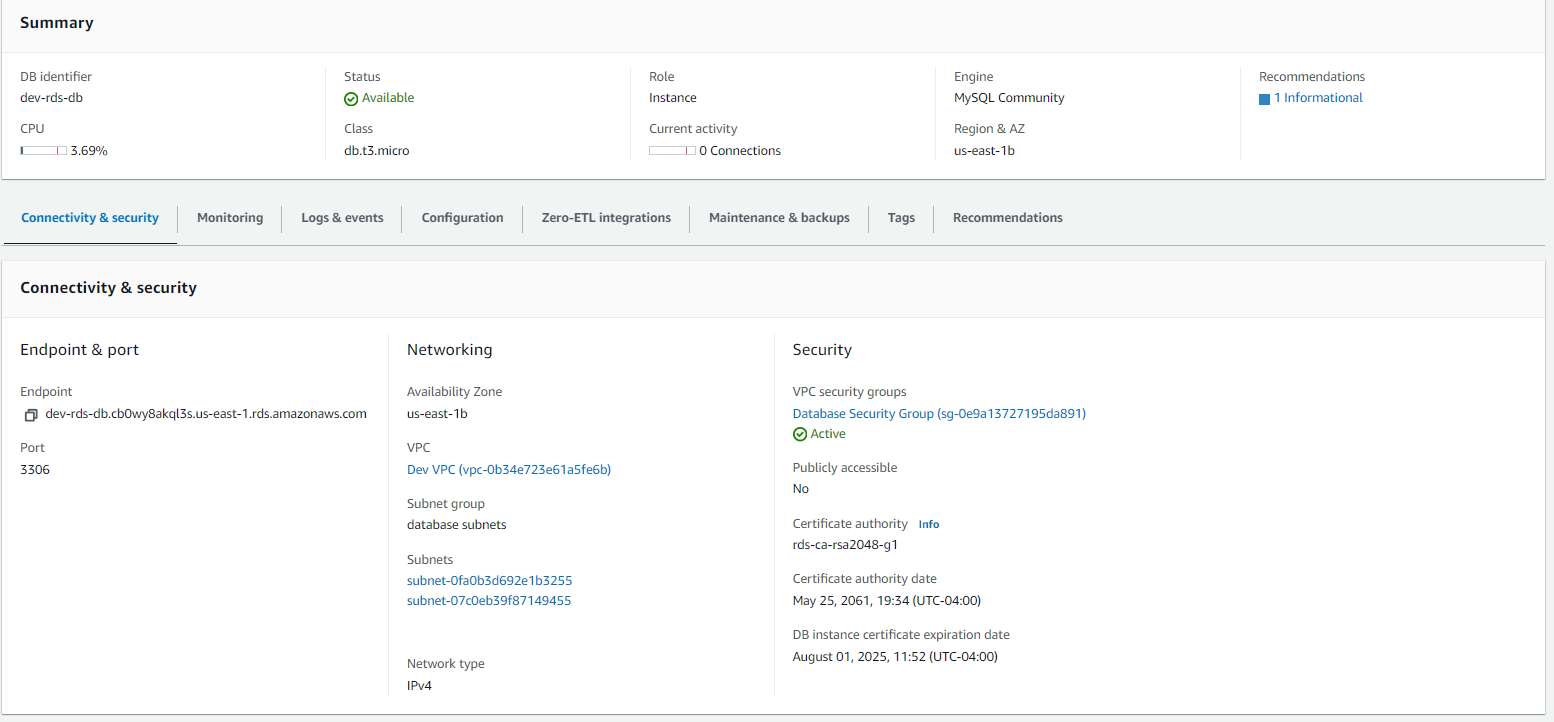 Summary
DB identifier
dev-rds-db
Status
Available
Role
Instance
Engine
MySQL Community
Recommendations
1 Informational
CPU
3.69%
Class
db.t3.micro
Current activity
0 Connections
Region & AZ
us-east-1b
Connectivity & security
Monitoring
Logs & events
Configuration
Zero-ETL integrations
Maintenance & backups
Tags
Recommendations
Connectivity & security
Endpoint & port
Endpoint
dev-rds-db.cb0wy8akql3s.us-east-1.rds.amazonaws.com
Port
3306
Networking
Availability Zone
us-east-1b
VPC
Dev VPC (vpc-0b34e723e61a5fe6b)
Subnet group
database subnets
Subnets
subnet-0fa0b3d692e1b3255
subnet-07c0eb39f87149455
Network type
IPv4
Security
VPC security groups
Database Security Group (sg-0e9a13727195da891)
Active
Publicly accessible
No
Certificate authority Info
rds-ca-rsa2048-g1
Certificate authority date
May 25, 2061, 19:34 (UTC-04:00)
DB instance certificate expiration date
August 01, 2025, 11:52 (UTC-04:00)